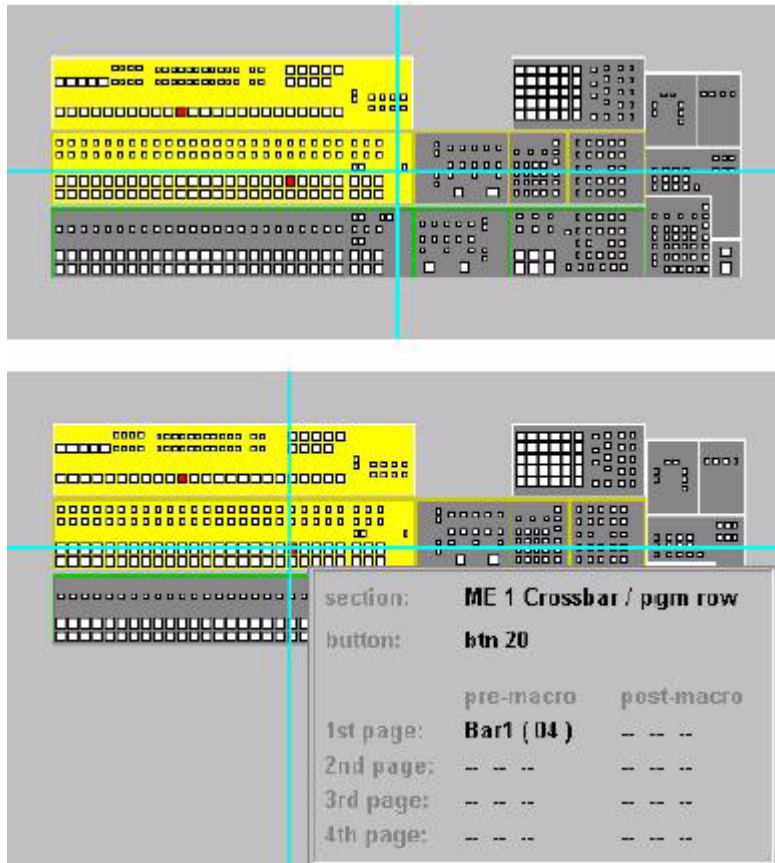 section: ME 1 Crossbar / pgm row
button: btn 20
pre-macro post-macro
1st page: Bar1 ( 04 ) -- -- --
2nd page: -- -- -- -- -- --
3rd page: -- -- -- -- -- --
4th page: -- -- -- -- -- --